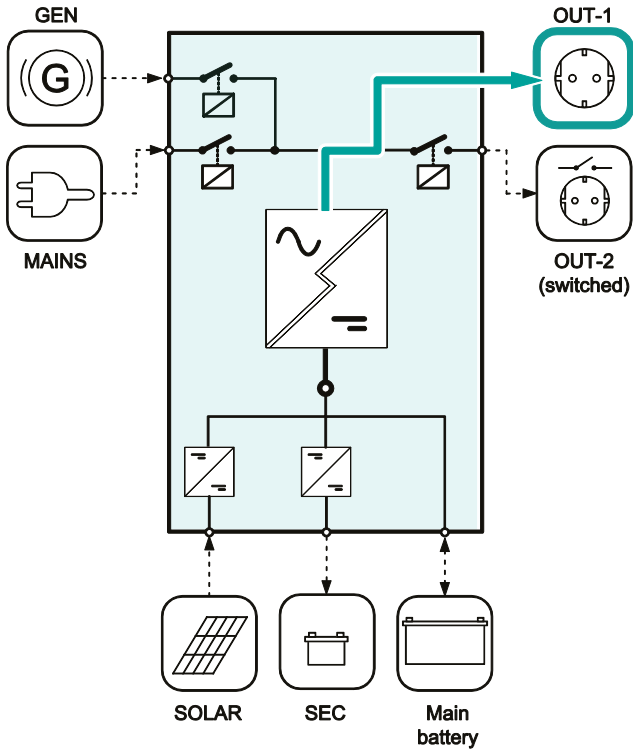 GEN
OUT-1
G
MAINS
OUT-2
(switched)
SOLAR
SEC
Main
battery